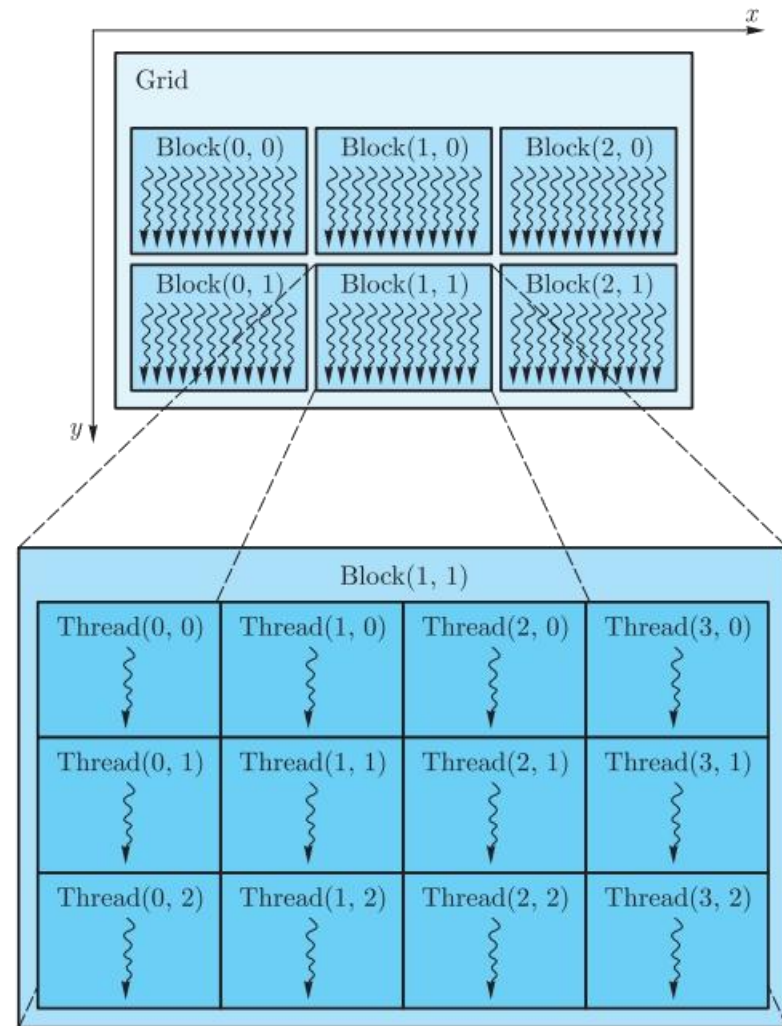 x
Grid
Block(0, 0) Block(1, 0) Block(2, 0)
Block(0, 1) Block(1, 1) Block(2, 1)
y
Block(1, 1)
Thread(0, 0) Thread(1, 0) Thread(2, 0) Thread(3, 0)
Thread(0, 1) Thread(1, 1) Thread(2, 1) Thread(3, 1)
Thread(0, 2) Thread(1, 2) Thread(2, 2) Thread(3, 2)